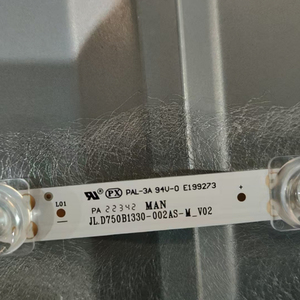 PX PAL-3A 94V-0 E199273
L01
PA 22342 MAN
JL.D750B1330-002AS-M_V02
+